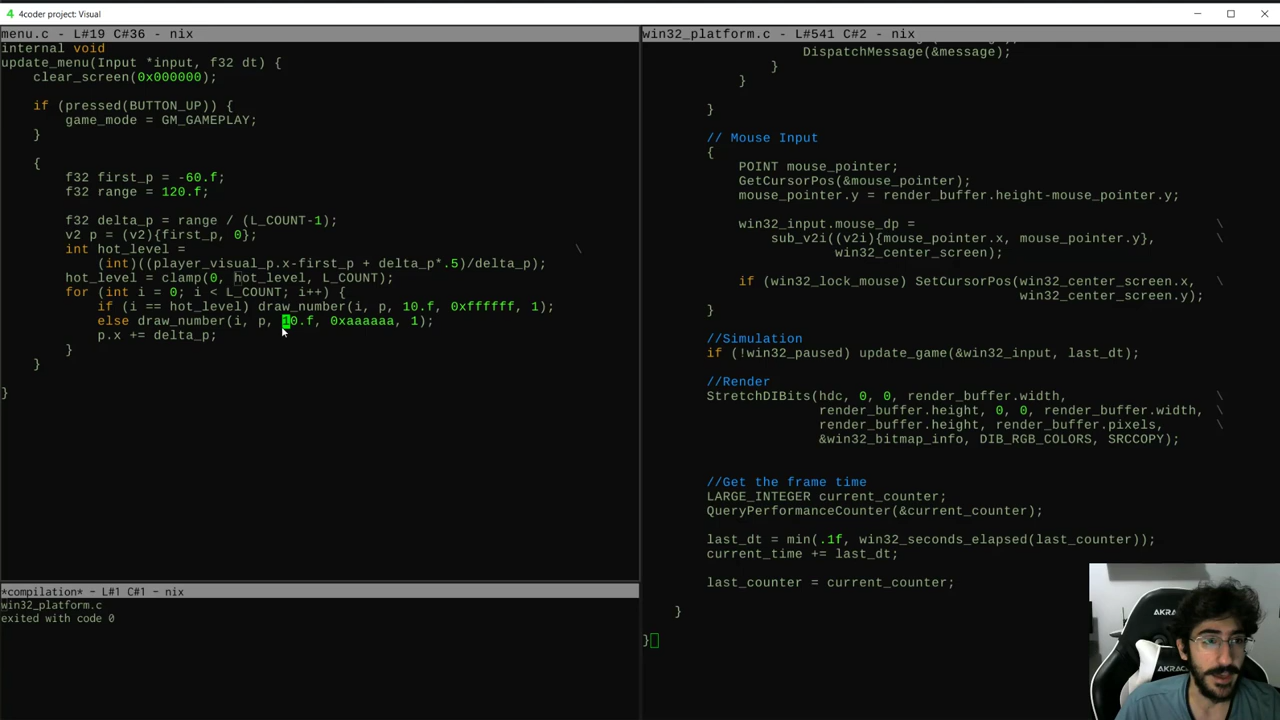 4 4coder project: Visual
menu.c - L#19 C#36 - nix
internal void
update_menu(Input *input, f32 dt) {
clear_screen(0x000000);
if (pressed(BUTTON_UP)) {
game_mode = GM_GAMEPLAY;
}
{
f32 first_p = -60.f;
f32 range = 120.f;
f32 delta_p = range / (L_COUNT-1);
v2 p = (v2){first_p, 0};
int hot_level = \
(int)((player_visual_p.x-first_p + delta_p*.5)/delta_p);
hot_level = clamp(0, hot_level, L_COUNT);
for (int i = 0; i < L_COUNT; i++) {
if (i == hot_level) draw_number(i, p, 10.f, 0xffffff, 1);
else draw_number(i, p, 10.f, 0xaaaaaa, 1);
p.x += delta_p;
}
}
}
*compilation* - L#1 C#1 ~ nix
win32_platform.c
exited with code 0
win32_platform.c - L#541 C#2 - nix
DispatchMessage(&message);
}
}
}
// Mouse Input
{
POINT mouse_pointer;
GetCursorPos(&mouse_pointer);
mouse_pointer.y = render_buffer.height-mouse_pointer.y;
win32_input.mouse_dp = \
sub_v2i((v2i){mouse_pointer.x, mouse_pointer.y}, \
win32_center_screen);
if (win32_lock_mouse) SetCursorPos(win32_center_screen.x, \
win32_center_screen.y);
}
//Simulation
if (!win32_paused) update_game(&win32_input, last_dt);
//Render
StretchDIBits(hdc, 0, 0, render_buffer.width, \
render_buffer.height, 0, 0, render_buffer.width, \
render_buffer.height, render_buffer.pixels, \
&win32_bitmap_info, DIB_RGB_COLORS, SRCCOPY);
//Get the frame time
LARGE_INTEGER current_counter;
QueryPerformanceCounter(&current_counter);
last_dt = min(.1f, win32_seconds_elapsed(last_counter));
current_time += last_dt;
last_counter = current_counter;
}
}
AKRA
AKRAC